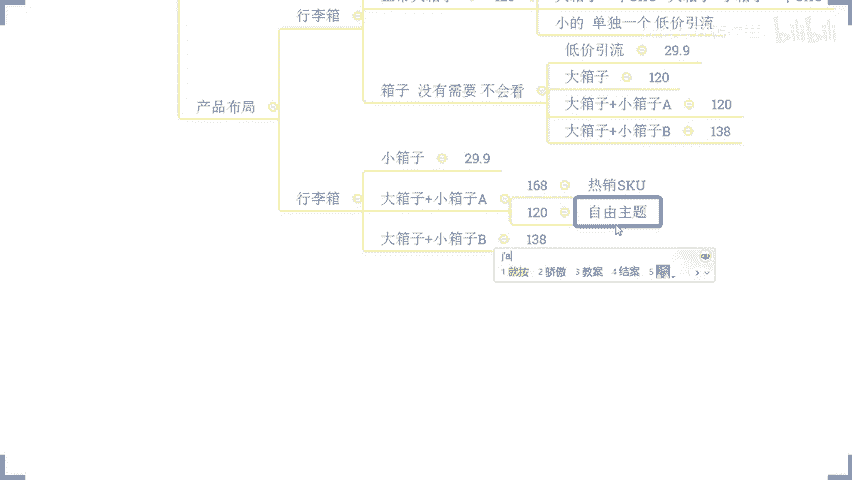 行李箱
120
小的 单独一个 低价引流
bilibili
低价引流 29.9
大箱子 120
箱子 没有需要 不会看
大箱子+小箱子A 120
产品布局
大箱子+小箱子B 138
小箱子 29.9
168 热销SKU
行李箱
大箱子+小箱子A
120 自由主题
大箱子+小箱子B 138
1 就按 2 骄傲 3 教案 4 结案 5